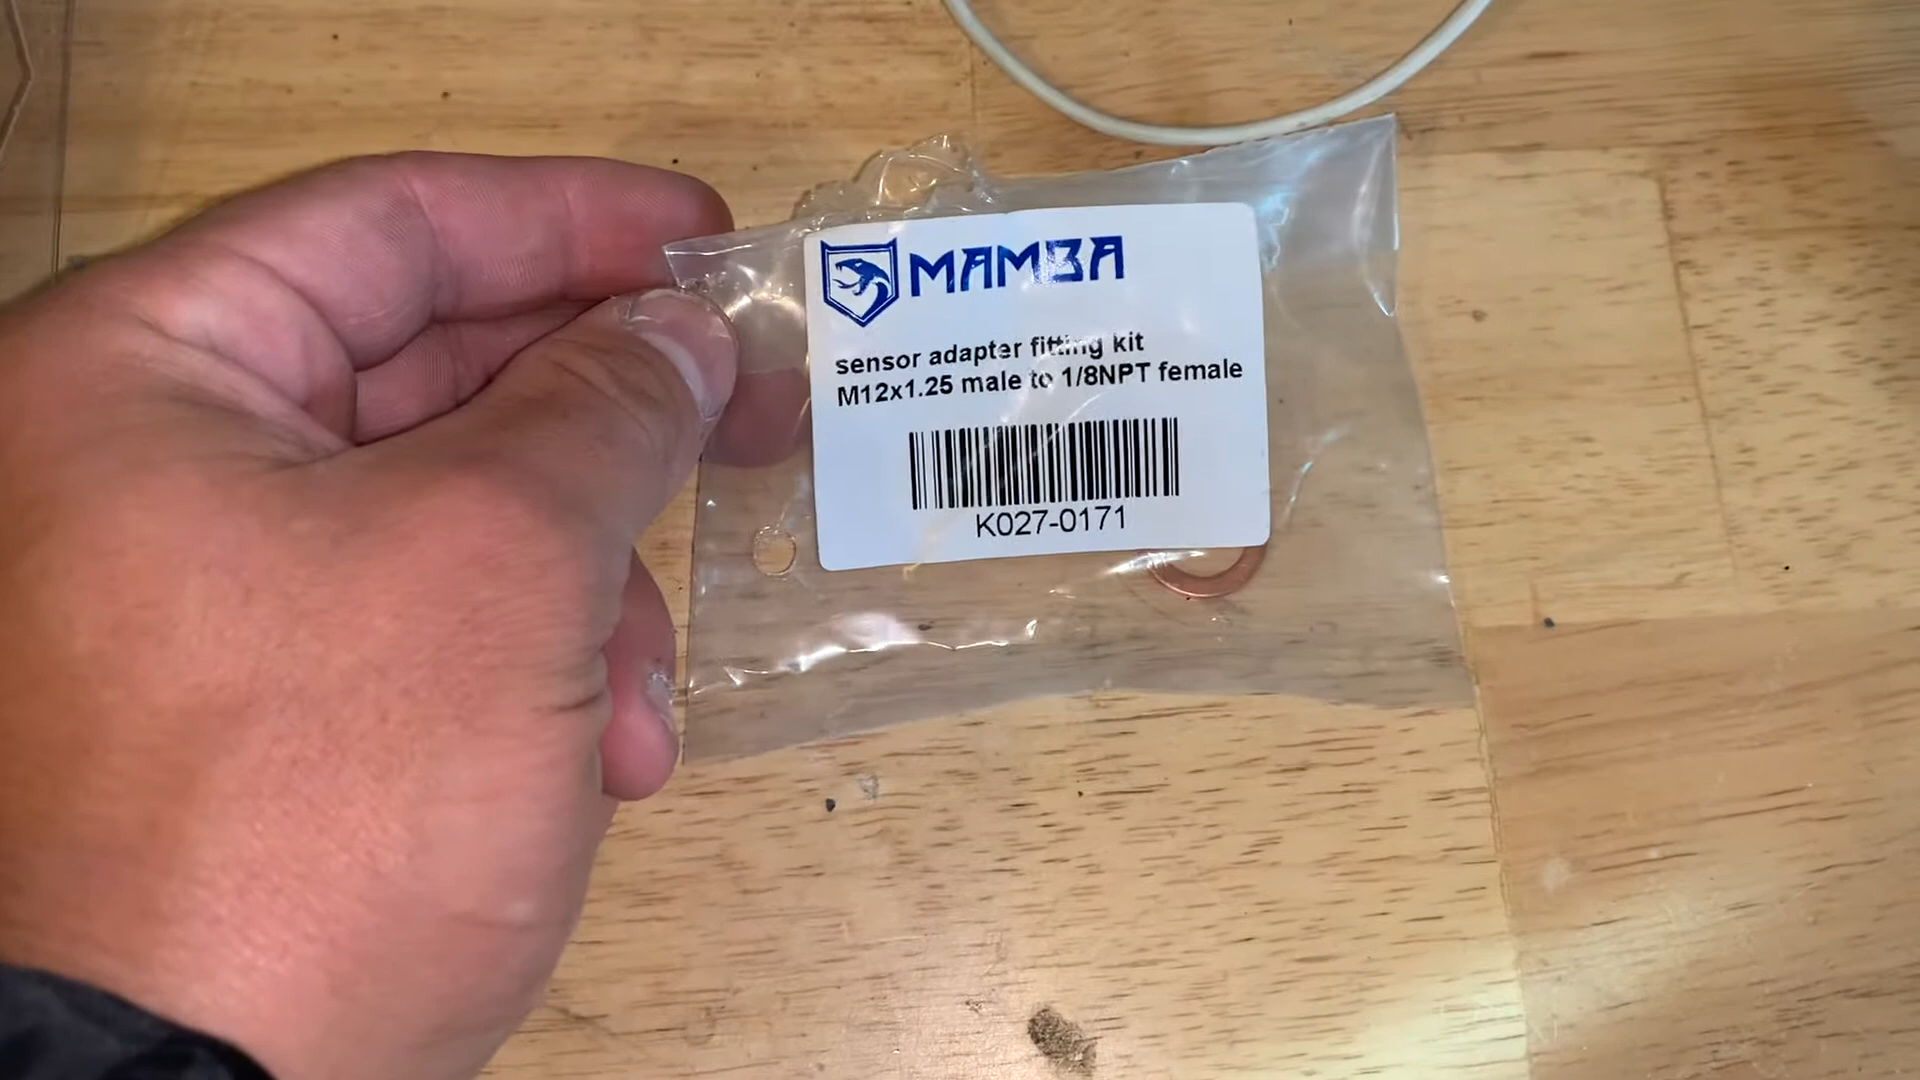 MAMBA
sensor adapter fitting kit
M12x1.25 male to 1/8NPT female
K027-0171